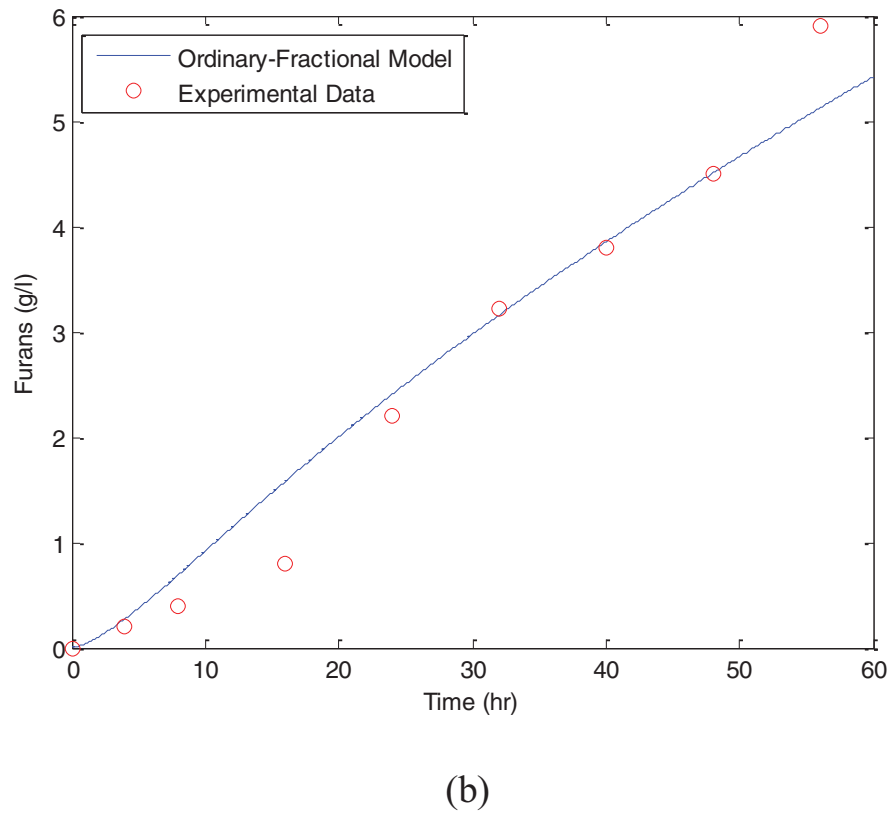 6
Ordinary-Fractional Model
Experimental Data
5
4
3
2
1
0
Furans (g/l)
0 10 20 30 40 50 60
Time (hr)
(b)